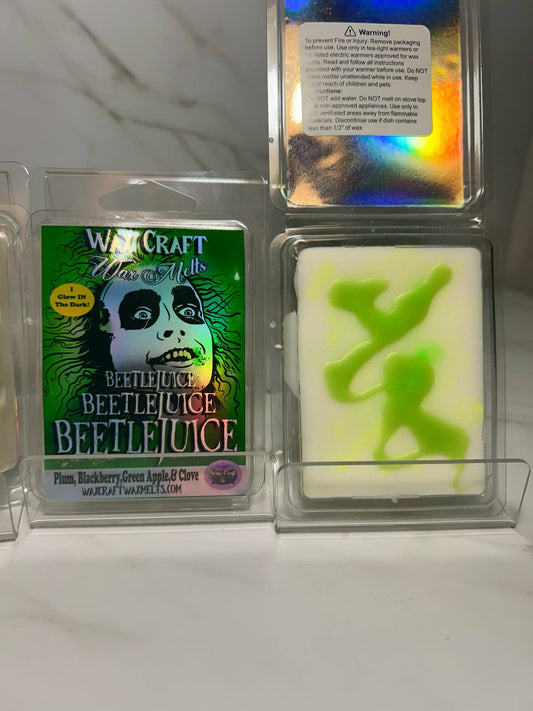 Warning!
To prevent Fire or Injury: Remove packaging
before use. Use only in tea-light warmers or
listed electric warmers approved for wax
melts. Read and follow all instructions
provided with your warmer before use. Do NOT
leave melter unattended while in use. Keep
out of reach of children and pets.
Instructions:
Do NOT add water. Do NOT melt on stove top
in non-approved appliances. Use only in
well ventilated areas away from flammable
materials. Discontinue use if dish contains
less than 1/2" of wax.
WAX CRAFT
Wax Melts
I
Glow IN
The Dark!
BEETLEJUICE
BEETLEJUICE
BEETLEJUICE
Plum, Blackberry,Green Apple,& Clove
WAXCRAFTWAXMELTS.COM